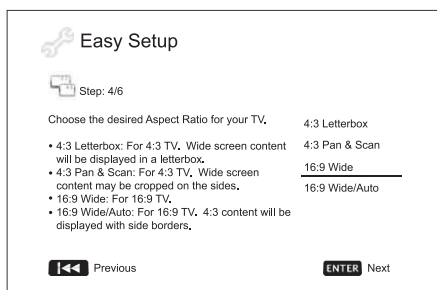 Easy Setup
Step: 4/6
Choose the desired Aspect Ratio for your TV.
• 4:3 Letterbox: For 4:3 TV. Wide screen content
will be displayed in a letterbox.
• 4:3 Pan & Scan: For 4:3 TV. Wide screen
content may be cropped on the sides.
• 16:9 Wide: For 16:9 TV.
• 16:9 Wide/Auto: For 16:9 TV. 4:3 content will be
displayed with side borders.
4:3 Letterbox
4:3 Pan & Scan
16:9 Wide
16:9 Wide/Auto
Previous
ENTER Next